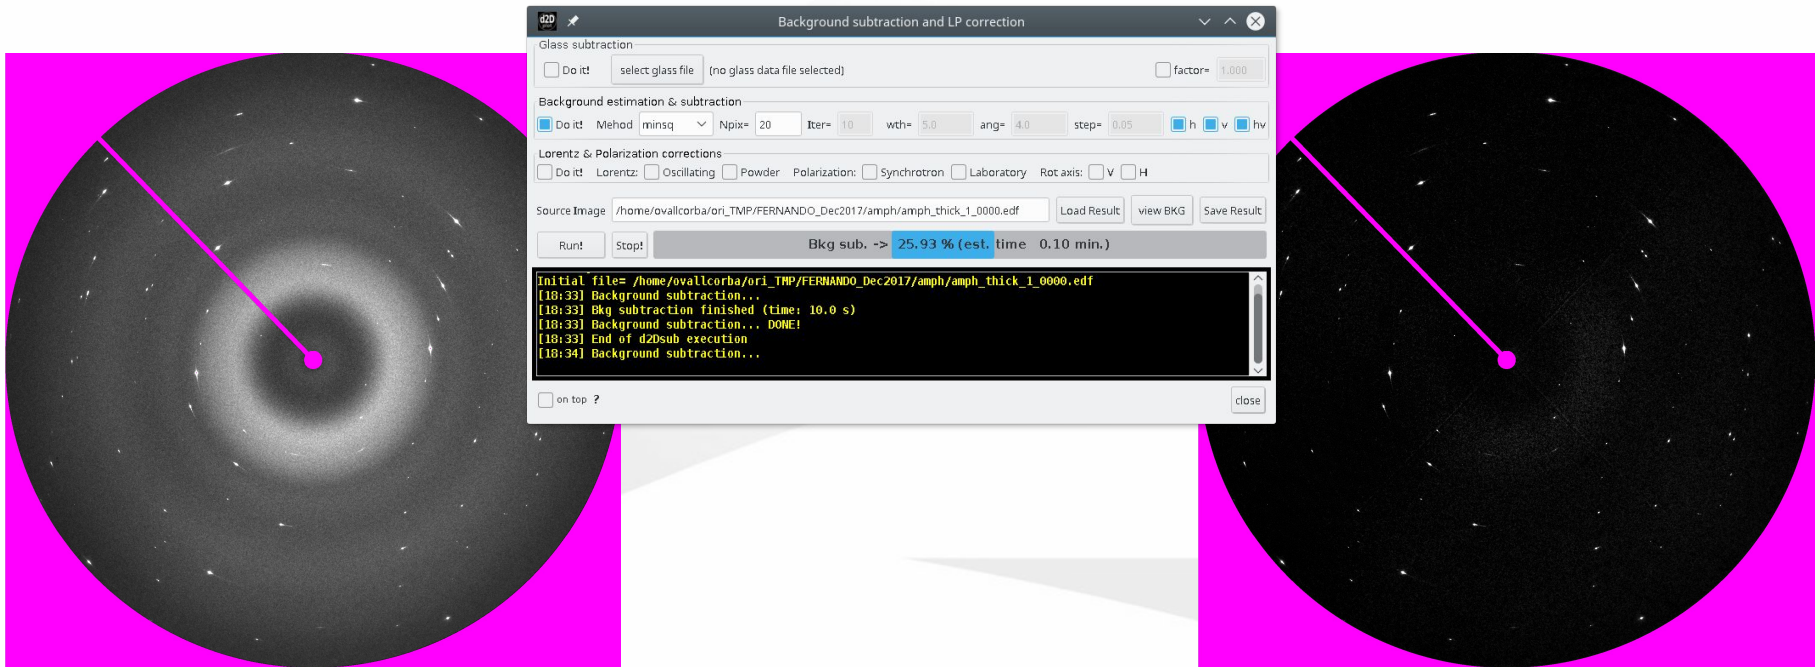 d2D Background subtraction and LP correction
Glass subtraction
Do it! select glass file (no glass data file selected) factor= 1.000
Background estimation & subtraction
Do it! Mehod minsq Npix= 20 Iter= 10 wth= 5.0 ang= 4.0 step= 0.05 h v hv
Lorentz & Polarization corrections
Do it! Lorentz: Oscillating Powder Polarization: Synchrotron Laboratory Rot axis: V H
Source Image /home/ovallcorba/ori_TMP/FERNANDO_Dec2017/amph/amph_thick_1_0000.edf Load Result view BKG Save Result
Run! Stop! Bkg sub. -> 25.93 % (est. time 0.10 min.)
Initial file= /home/ovallcorba/ori_TMP/FERNANDO_Dec2017/amph/amph_thick_1_0000.edf
[18:33] Background subtraction...
[18:33] Bkg subtraction finished (time: 10.0 s)
[18:33] Background subtraction... DONE!
[18:33] End of d2Dsub execution
[18:34] Background subtraction...
on top ? close